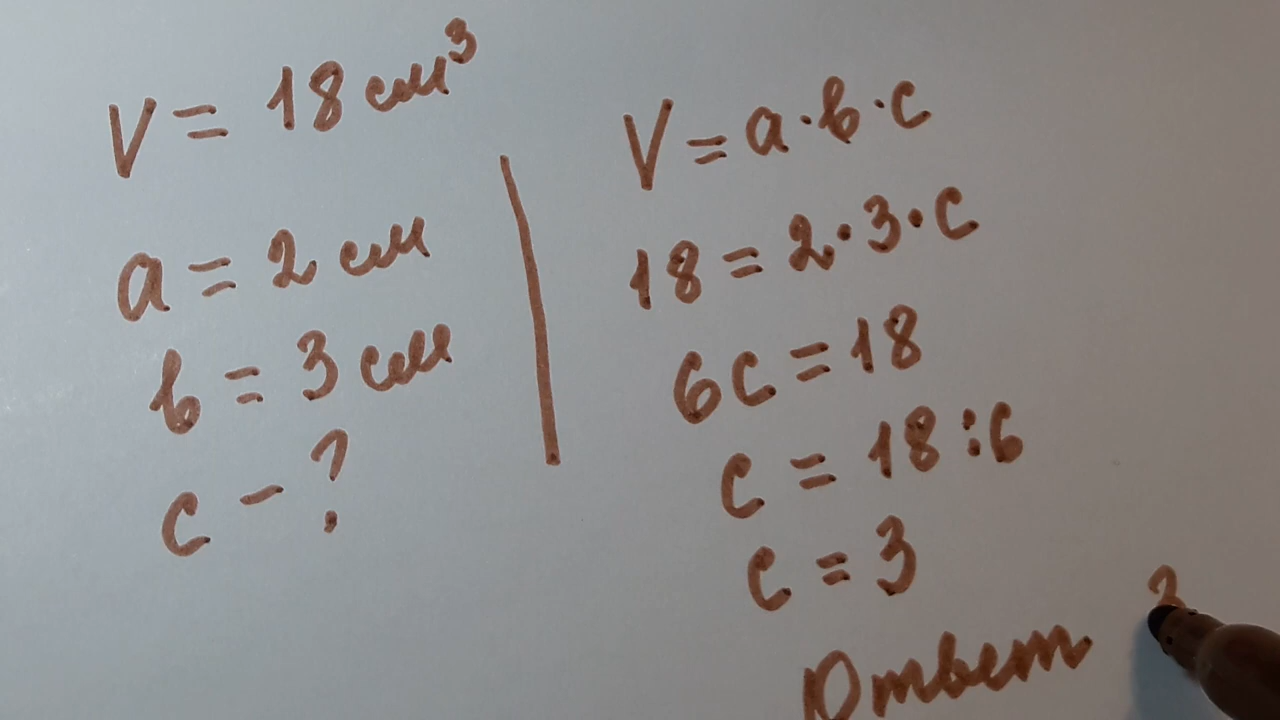 V = 18 см³
a = 2 см
в = 3 см
c - ?
V = a · в · c
18 = 2 · 3 · c
6c = 18
c = 18 : 6
c = 3
Ответ